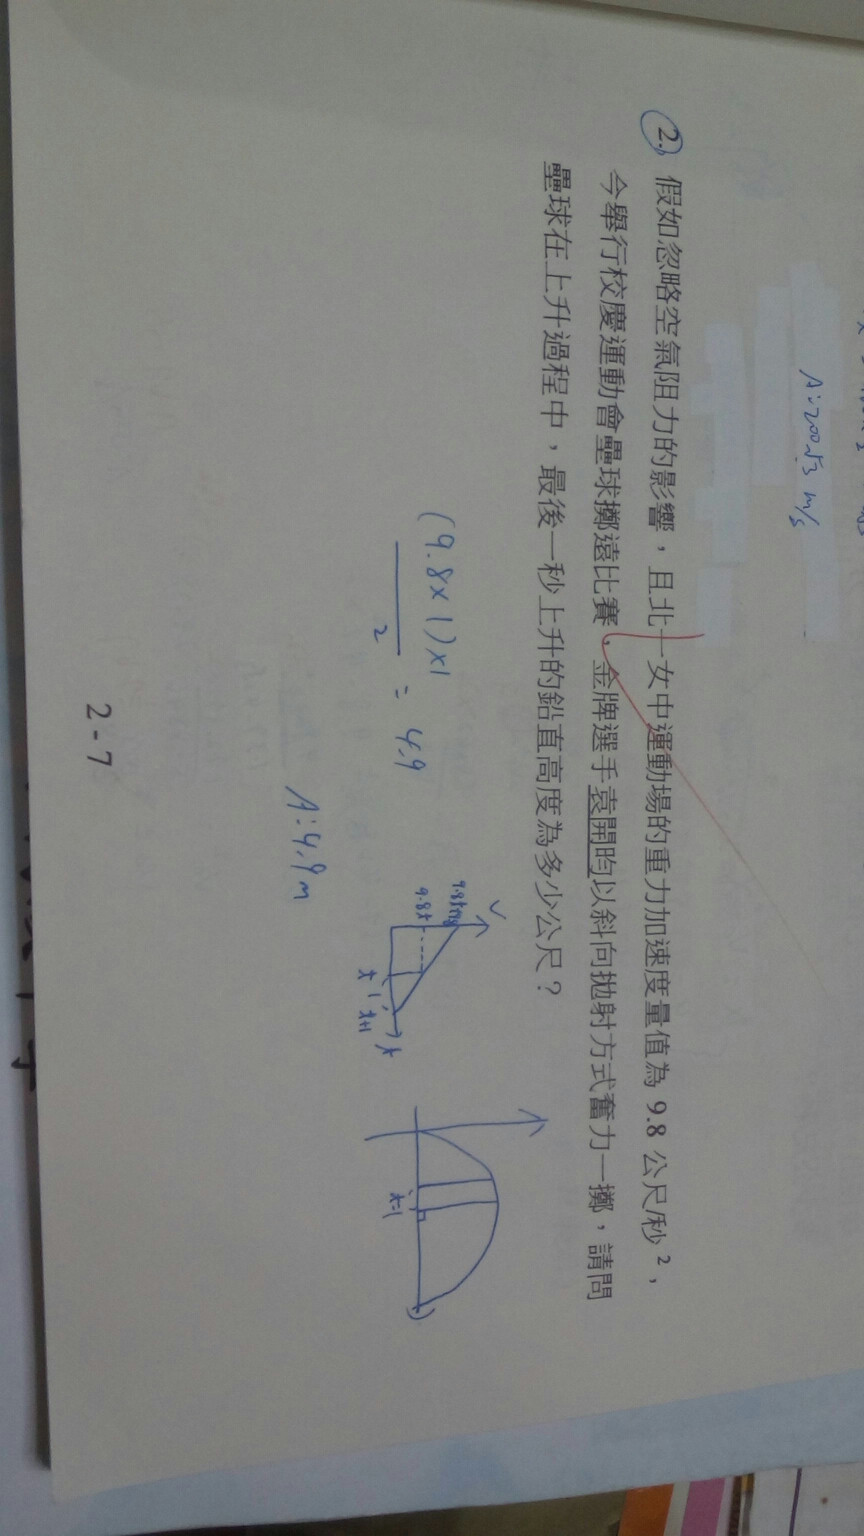 A:200√3 m/s
2. 假如忽略空氣阻力的影響，且北一女中運動場的重力加速度量值為 9.8 公尺/秒²，
今舉行校慶運動會壘球擲遠比賽，金牌選手袁開昀以斜向拋射方式奮力一擲，請問
壘球在上升過程中，最後一秒上升的鉛直高度為多少公尺？
(9.8×1)×1
2
= 4.9
V
9.8t
t
t+1
t
t=1
A:4.9m
2-7